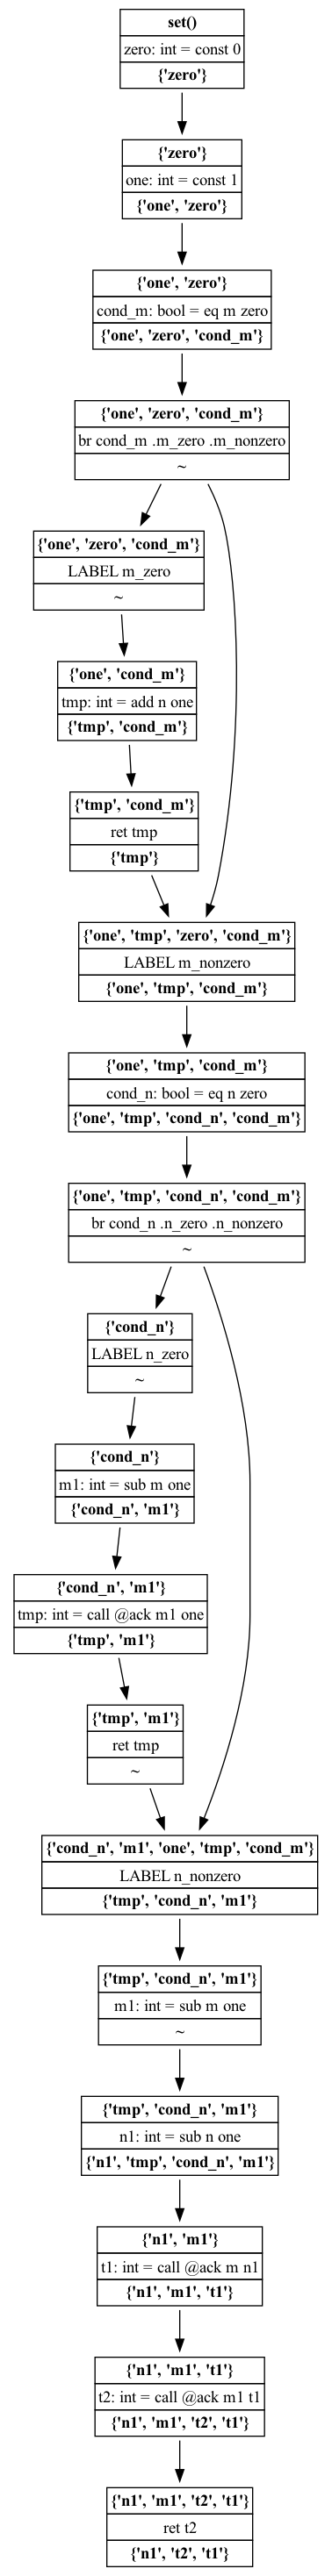 set()
zero: int = const 0
{'zero'}
{'zero'}
one: int = const 1
{'one', 'zero'}
{'one', 'zero'}
cond_m: bool = eq m zero
{'one', 'zero', 'cond_m'}
{'one', 'zero', 'cond_m'}
br cond_m .m_zero .m_nonzero
~
{'one', 'zero', 'cond_m'}
LABEL m_zero
~
{'one', 'cond_m'}
tmp: int = add n one
{'tmp', 'cond_m'}
{'tmp', 'cond_m'}
ret tmp
{'tmp'}
{'one', 'tmp', 'zero', 'cond_m'}
LABEL m_nonzero
{'one', 'tmp', 'cond_m'}
{'one', 'tmp', 'cond_m'}
cond_n: bool = eq n zero
{'one', 'tmp', 'cond_n', 'cond_m'}
{'one', 'tmp', 'cond_n', 'cond_m'}
br cond_n .n_zero .n_nonzero
~
{'cond_n'}
LABEL n_zero
~
{'cond_n'}
m1: int = sub m one
{'cond_n', 'm1'}
{'cond_n', 'm1'}
tmp: int = call @ack m1 one
{'tmp', 'm1'}
{'tmp', 'm1'}
ret tmp
~
{'cond_n', 'm1', 'one', 'tmp', 'cond_m'}
LABEL n_nonzero
{'tmp', 'cond_n', 'm1'}
{'tmp', 'cond_n', 'm1'}
m1: int = sub m one
~
{'tmp', 'cond_n', 'm1'}
n1: int = sub n one
{'n1', 'tmp', 'cond_n', 'm1'}
{'n1', 'm1'}
t1: int = call @ack m n1
{'n1', 'm1', 't1'}
{'n1', 'm1', 't1'}
t2: int = call @ack m1 t1
{'n1', 'm1', 't2', 't1'}
{'n1', 'm1', 't2', 't1'}
ret t2
{'n1', 't2', 't1'}